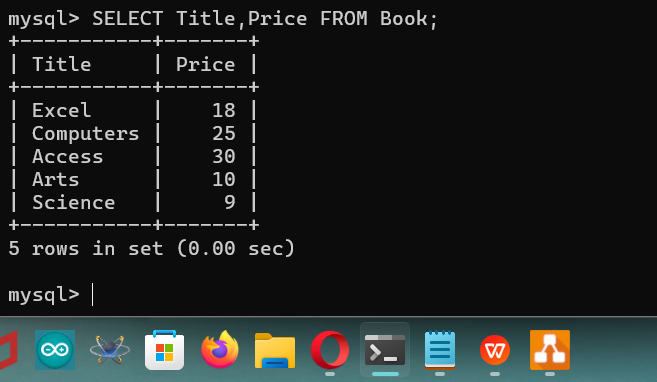 mysql> SELECT Title,Price FROM Book;
+-----------+-------+
| Title     | Price |
+-----------+-------+
| Excel     |    18 |
| Computers |    25 |
| Access    |    30 |
| Arts      |    10 |
| Science   |     9 |
+-----------+-------+
5 rows in set (0.00 sec)
mysql>